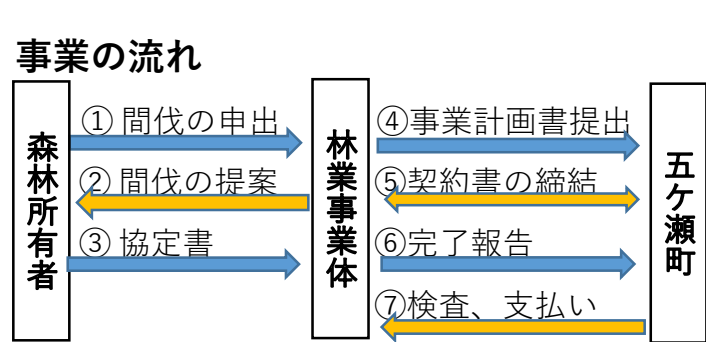 事業の流れ
森林所有者
① 間伐の申出
② 間伐の提案
③ 協定書
林業事業体
④事業計画書提出
⑤契約書の締結
⑥完了報告
⑦検査、支払い
五ケ瀬町